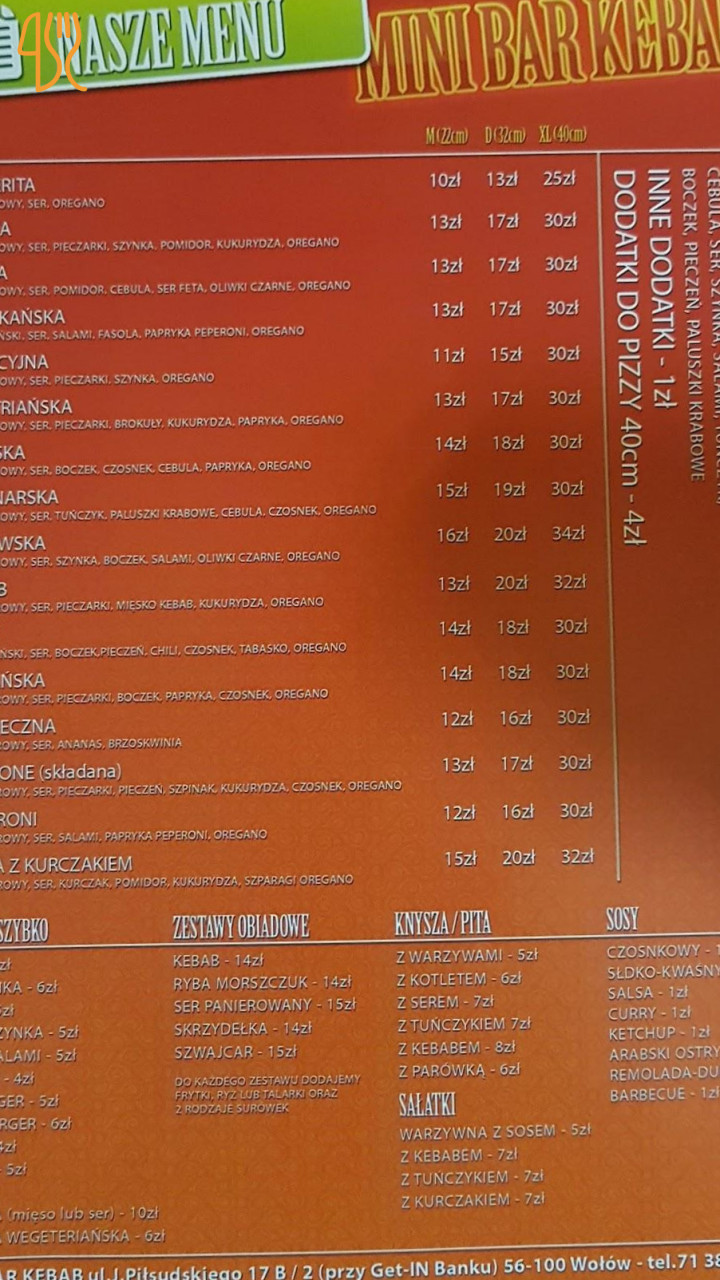 NASZE MENU
MINI BAR KEBA
M (22cm) D (32cm) XL (40cm)
RITA 10zł 13zł 25zł
OWY, SER, OREGANO
A 13zł 17zł 30zł
OWY, SER, PIECZARKI, SZYNKA, POMIDOR, KUKURYDZA, OREGANO
A 13zł 17zł 30zł
OWY, SER, POMIDOR, CEBULA, SER FETA, OLIWKI CZARNE, OREGANO
KAŃSKA 13zł 17zł 30zł
ŃSKI, SER, SALAMI, FASOLA, PAPRYKA PEPERONI, OREGANO
CYJNA 11zł 15zł 30zł
OWY, SER, PIECZARKI, SZYNKA, OREGANO
RIAŃSKA 13zł 17zł 30zł
OWY, SER, PIECZARKI, BROKUŁY, KUKURYDZA, PAPRYKA, OREGANO
SKA 14zł 18zł 30zł
OWY, SER, BOCZEK, CZOSNEK, CEBULA, PAPRYKA, OREGANO
NARSKA 15zł 19zł 30zł
OWY, SER, TUŃCZYK, PALUSZKI KRABOWE, CEBULA, CZOSNEK, OREGANO
WSKA 16zł 20zł 34zł
OWY, SER, SZYNKA, BOCZEK, SALAMI, OLIWKI CZARNE, OREGANO
B 13zł 20zł 32zł
ROWY, SER, PIECZARKI, MIĘSKO KEBAB, KUKURYDZA, OREGANO
14zł 18zł 30zł
ŃSKI, SER, BOCZEK,PIECZEŃ, CHILI, CZOSNEK, TABASKO, OREGANO
ŃSKA 14zł 18zł 30zł
ROWY, SER, PIECZARKI, BOCZEK, PAPRYKA, CZOSNEK, OREGANO
ECZNA 12zł 16zł 30zł
ROWY, SER, ANANAS, BRZOSKWINIA
ONE (składana) 13zł 17zł 30zł
ROWY, SER, PIECZARKI, PIECZEŃ, SZPINAK, KUKURYDZA, CZOSNEK, OREGANO
RONI 12zł 16zł 30zł
ROWY, SER, SALAMI, PAPRYKA PEPERONI, OREGANO
A Z KURCZAKIEM 15zł 20zł 32zł
ROWY, SER, KURCZAK, POMIDOR, KUKURYDZA, SZPARAGI OREGANO
BOCZEK, PIECZEŃ, PALUSZKI KRABOWE
INNE DODATKI - 1zł
DODATKI DO PIZZY 40cm - 4zł
SZYBKO
zł
NKA - 6zł
zł
ZYNKA - 5zł
ALAMI - 5zł
- 4zł
GER - 5zł
RGER - 6zł
4zł
- 5zł
(mięso lub ser) - 10zł
WEGETERIAŃSKA - 6zł
ZESTAWY OBIADOWE
KEBAB - 14zł
RYBA MORSZCZUK - 14zł
SER PANIEROWANY - 15zł
SKRZYDEŁKA - 14zł
SZWAJCAR - 15zł
DO KAŻDEGO ZESTAWU DODAJEMY
FRYTKI, RYŻ LUB TALARKI ORAZ
2 RODZAJE SURÓWEK
KNYSZA / PITA
Z WARZYWAMI - 5zł
Z KOTLETEM - 6zł
Z SEREM - 7zł
Z TUŃCZYKIEM 7zł
Z KEBABEM - 8zł
Z PARÓWKĄ - 6zł
SAŁATKI
WARZYWNA Z SOSEM - 5zł
Z KEBABEM - 7zł
Z TUŃCZYKIEM - 7zł
Z KURCZAKIEM - 7zł
SOSY
CZOSNKOWY - 1
SŁDKO-KWAŚNY
SALSA - 1zł
CURRY - 1zł
KETCHUP - 1zł
ARABSKI OSTRY
REMOLADA-DU
BARBECUE - 1zł
AR KEBAB ul.J.Piłsudskiego 17 B / 2 (przy Get-IN Banku) 56-100 Wołów - tel.71 38